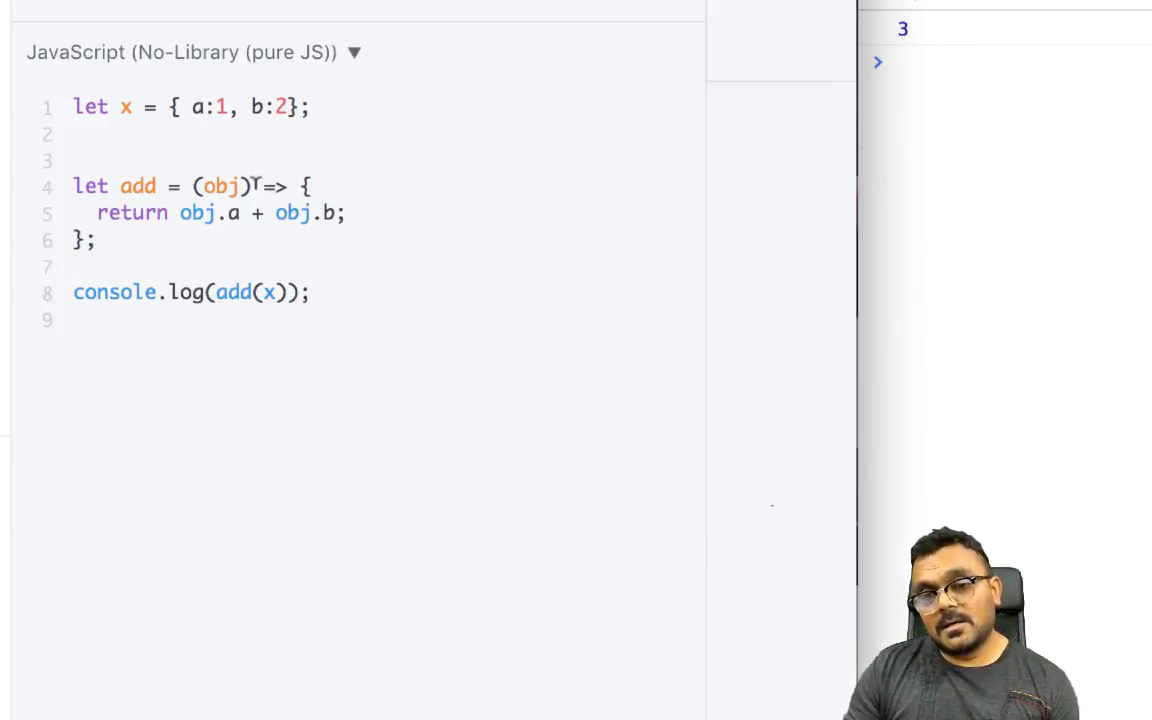 JavaScript (No-Library (pure JS)) ▼
1 let x = { a:1, b:2};
2
3
4 let add = (obj) => {
5   return obj.a + obj.b;
6 };
7
8 console.log(add(x));
9
3
>